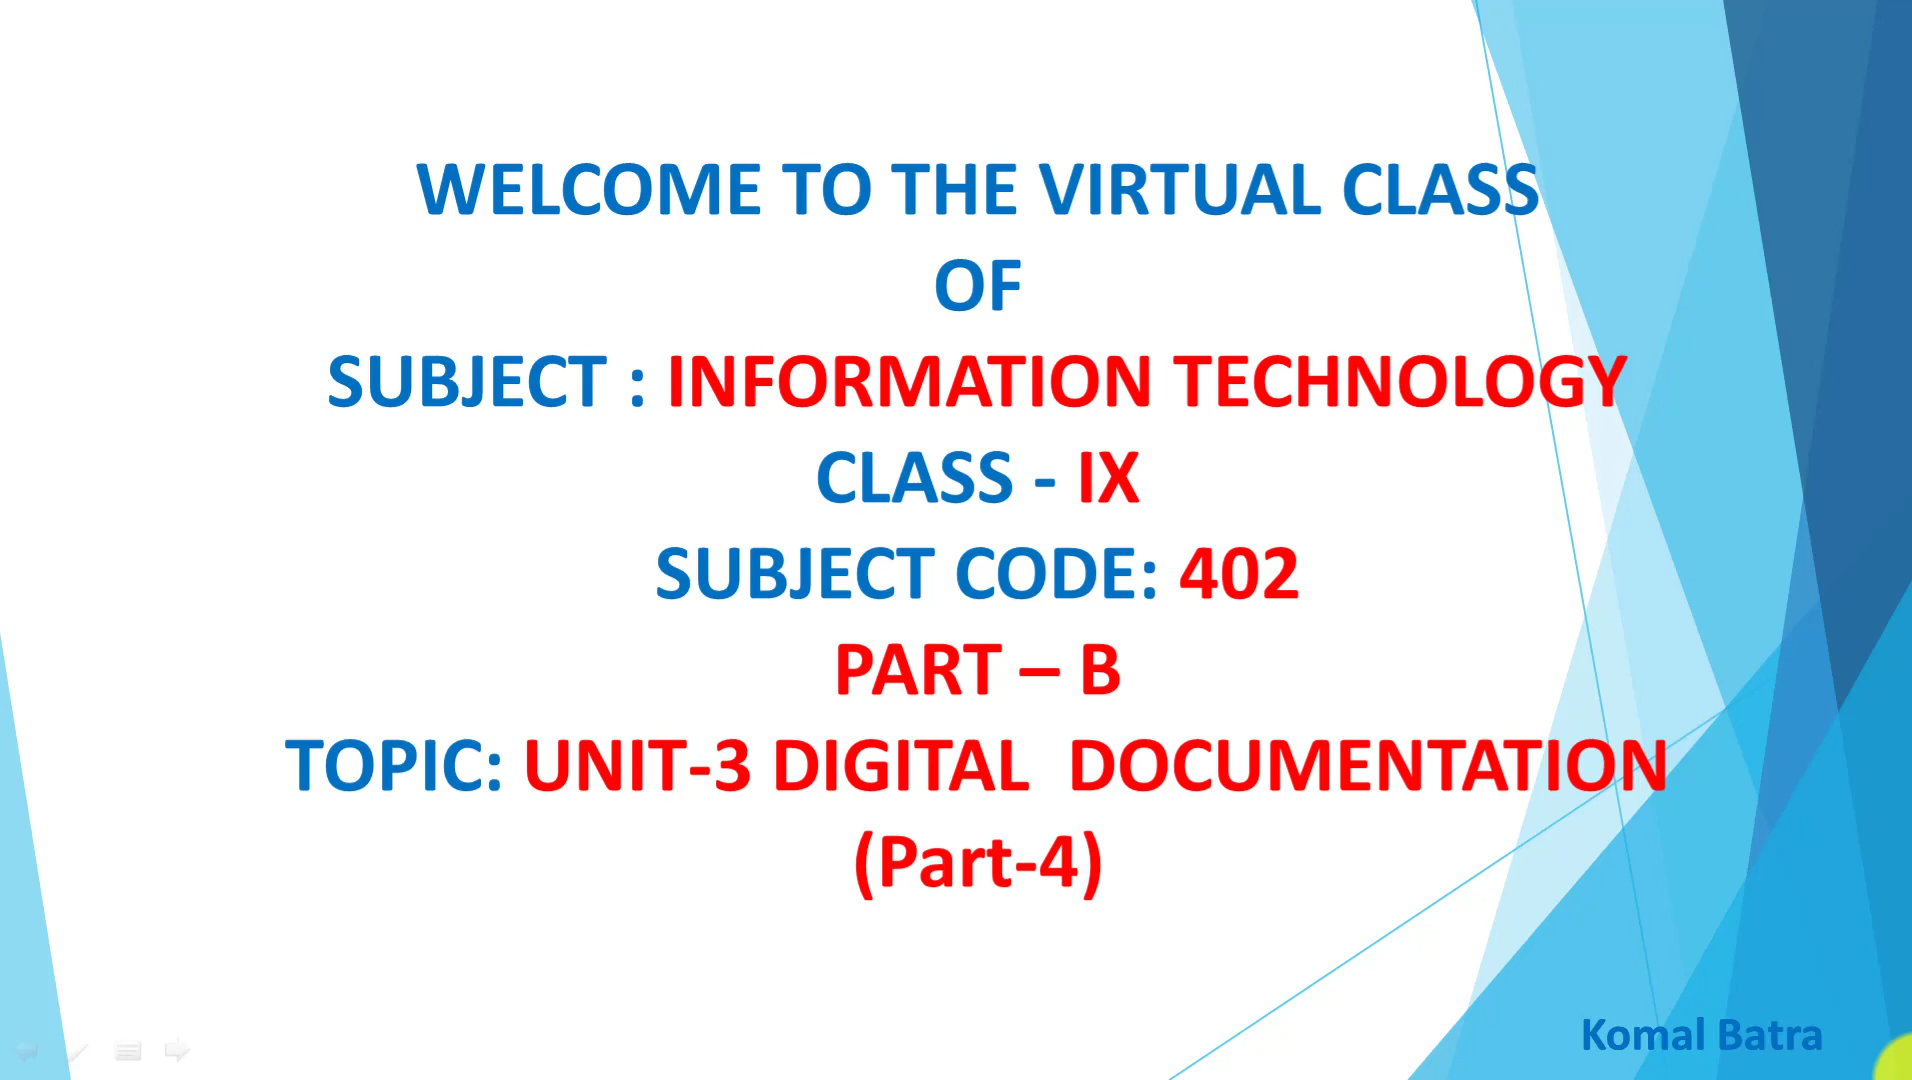 WELCOME TO THE VIRTUAL CLASS
OF
SUBJECT : INFORMATION TECHNOLOGY
CLASS - IX
SUBJECT CODE: 402
PART – B
TOPIC: UNIT-3 DIGITAL  DOCUMENTATION
(Part-4)
Komal Batra